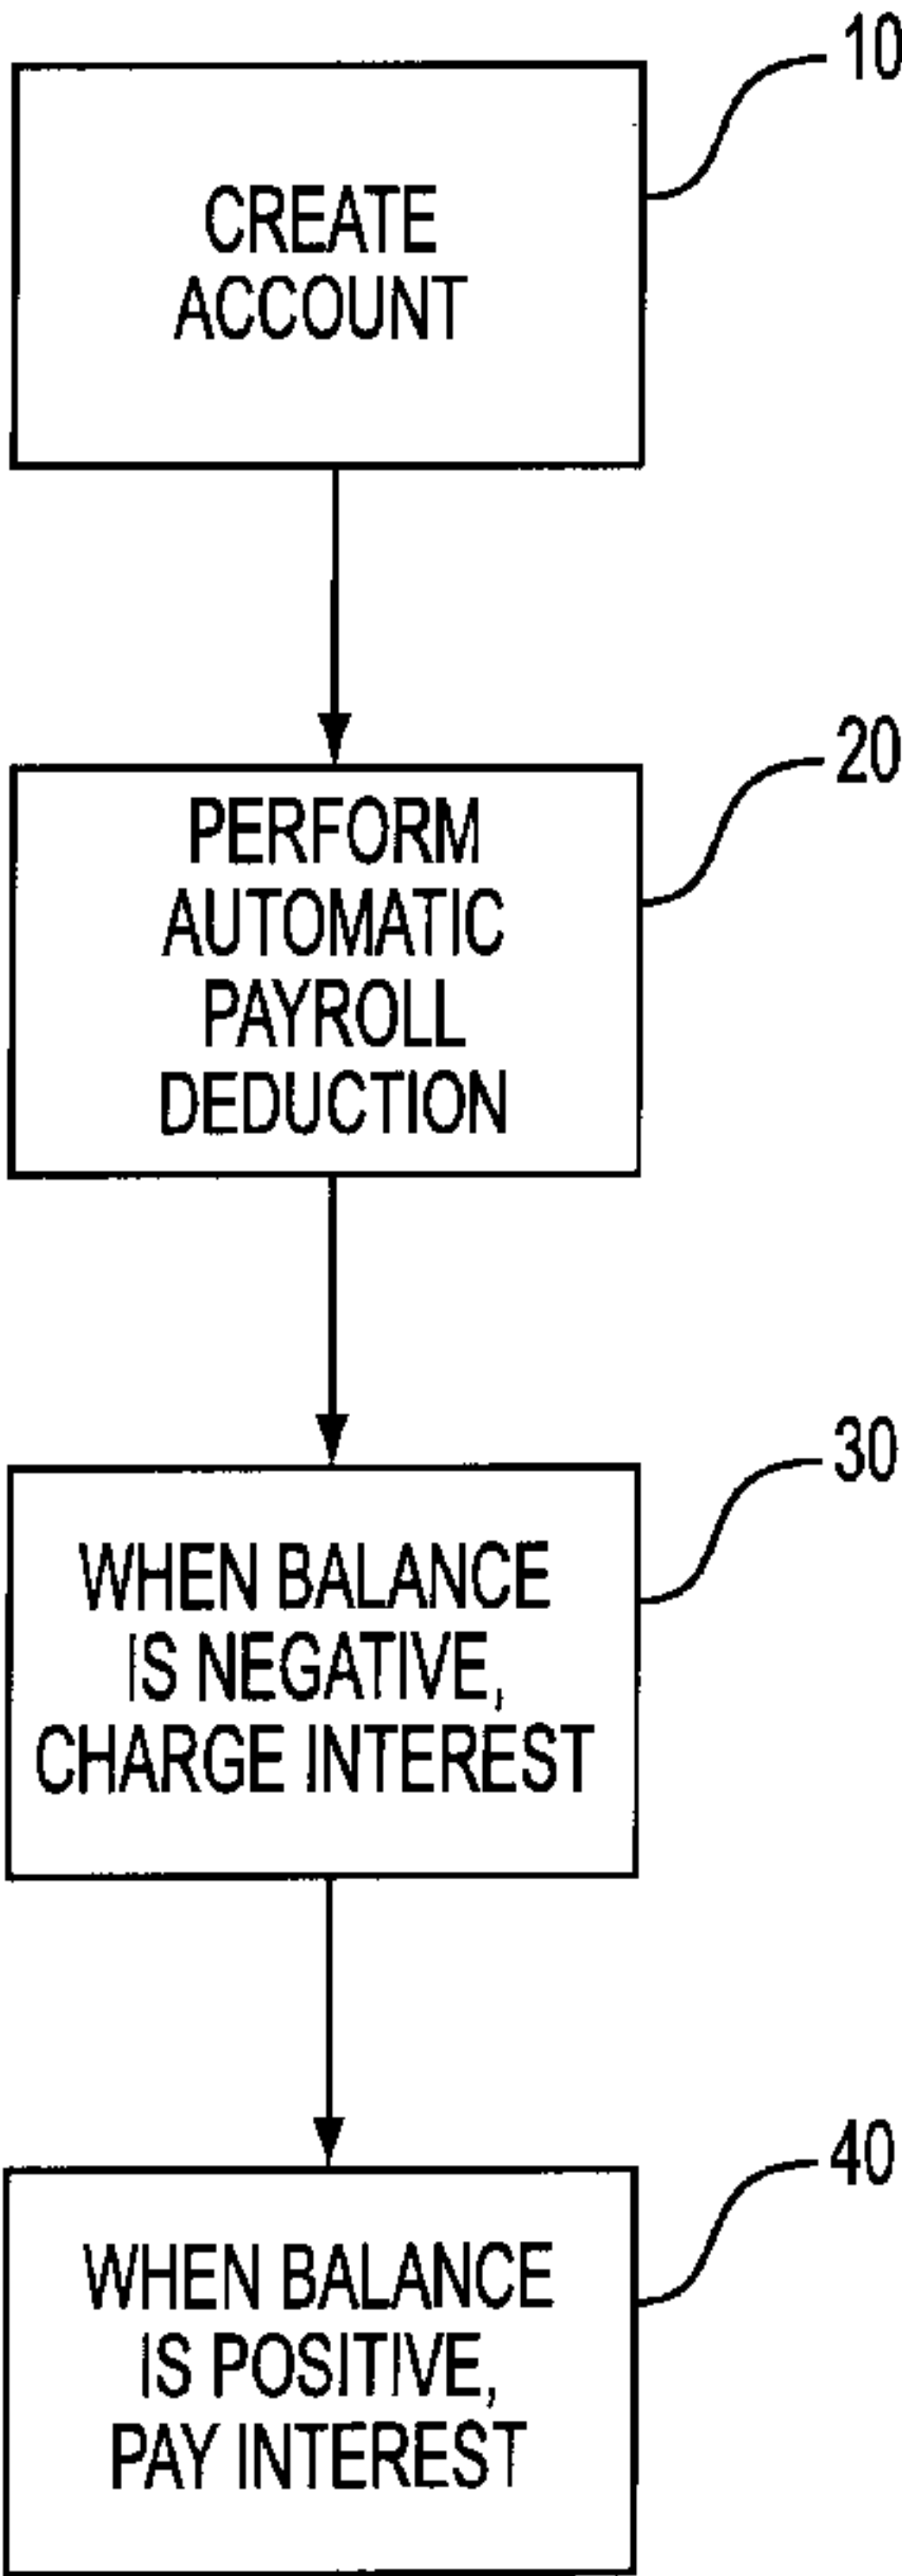 10
CREATE
ACCOUNT
20
PERFORM
AUTOMATIC
PAYROLL
DEDUCTION
30
WHEN BALANCE
IS NEGATIVE,
CHARGE INTEREST
40
WHEN BALANCE
IS POSITIVE,
PAY INTEREST